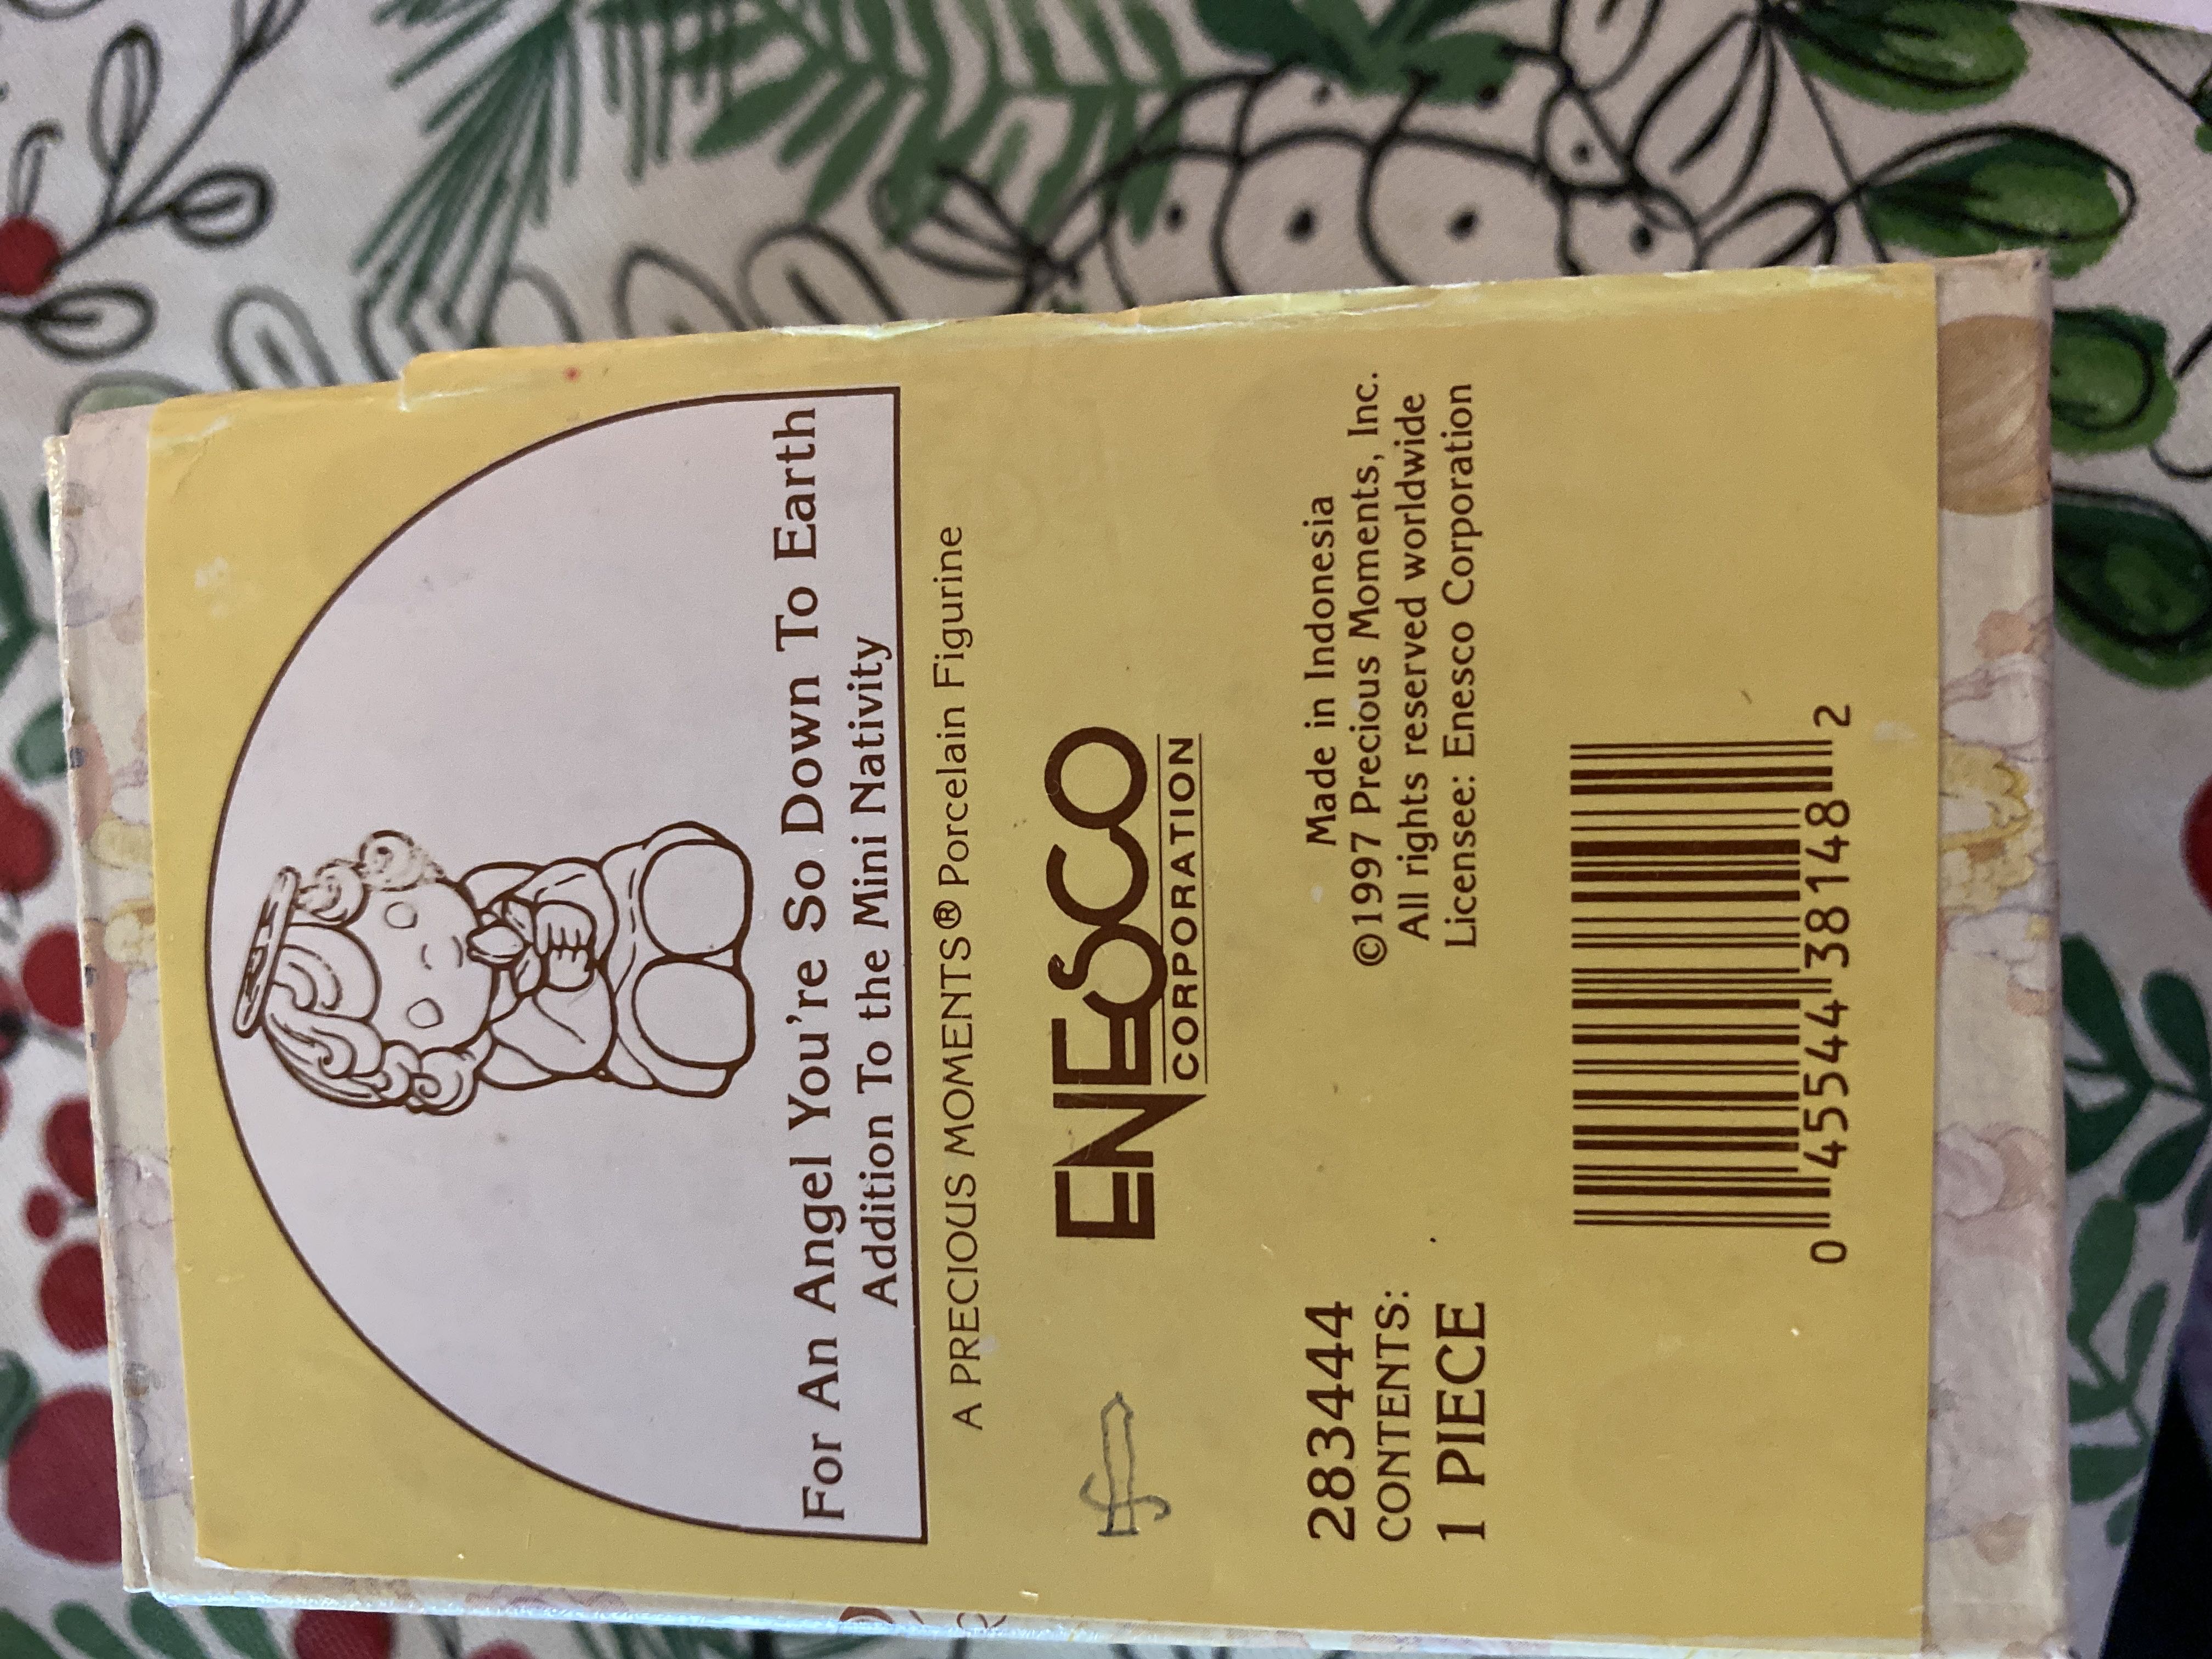 For An Angel You're So Down To Earth
Addition To the Mini Nativity
A PRECIOUS MOMENTS® Porcelain Figurine
ENESCO
CORPORATION
283444
CONTENTS:
1 PIECE
Made in Indonesia
©1997 Precious Moments, Inc.
All rights reserved worldwide
Licensee: Enesco Corporation
0 45544 38148 2